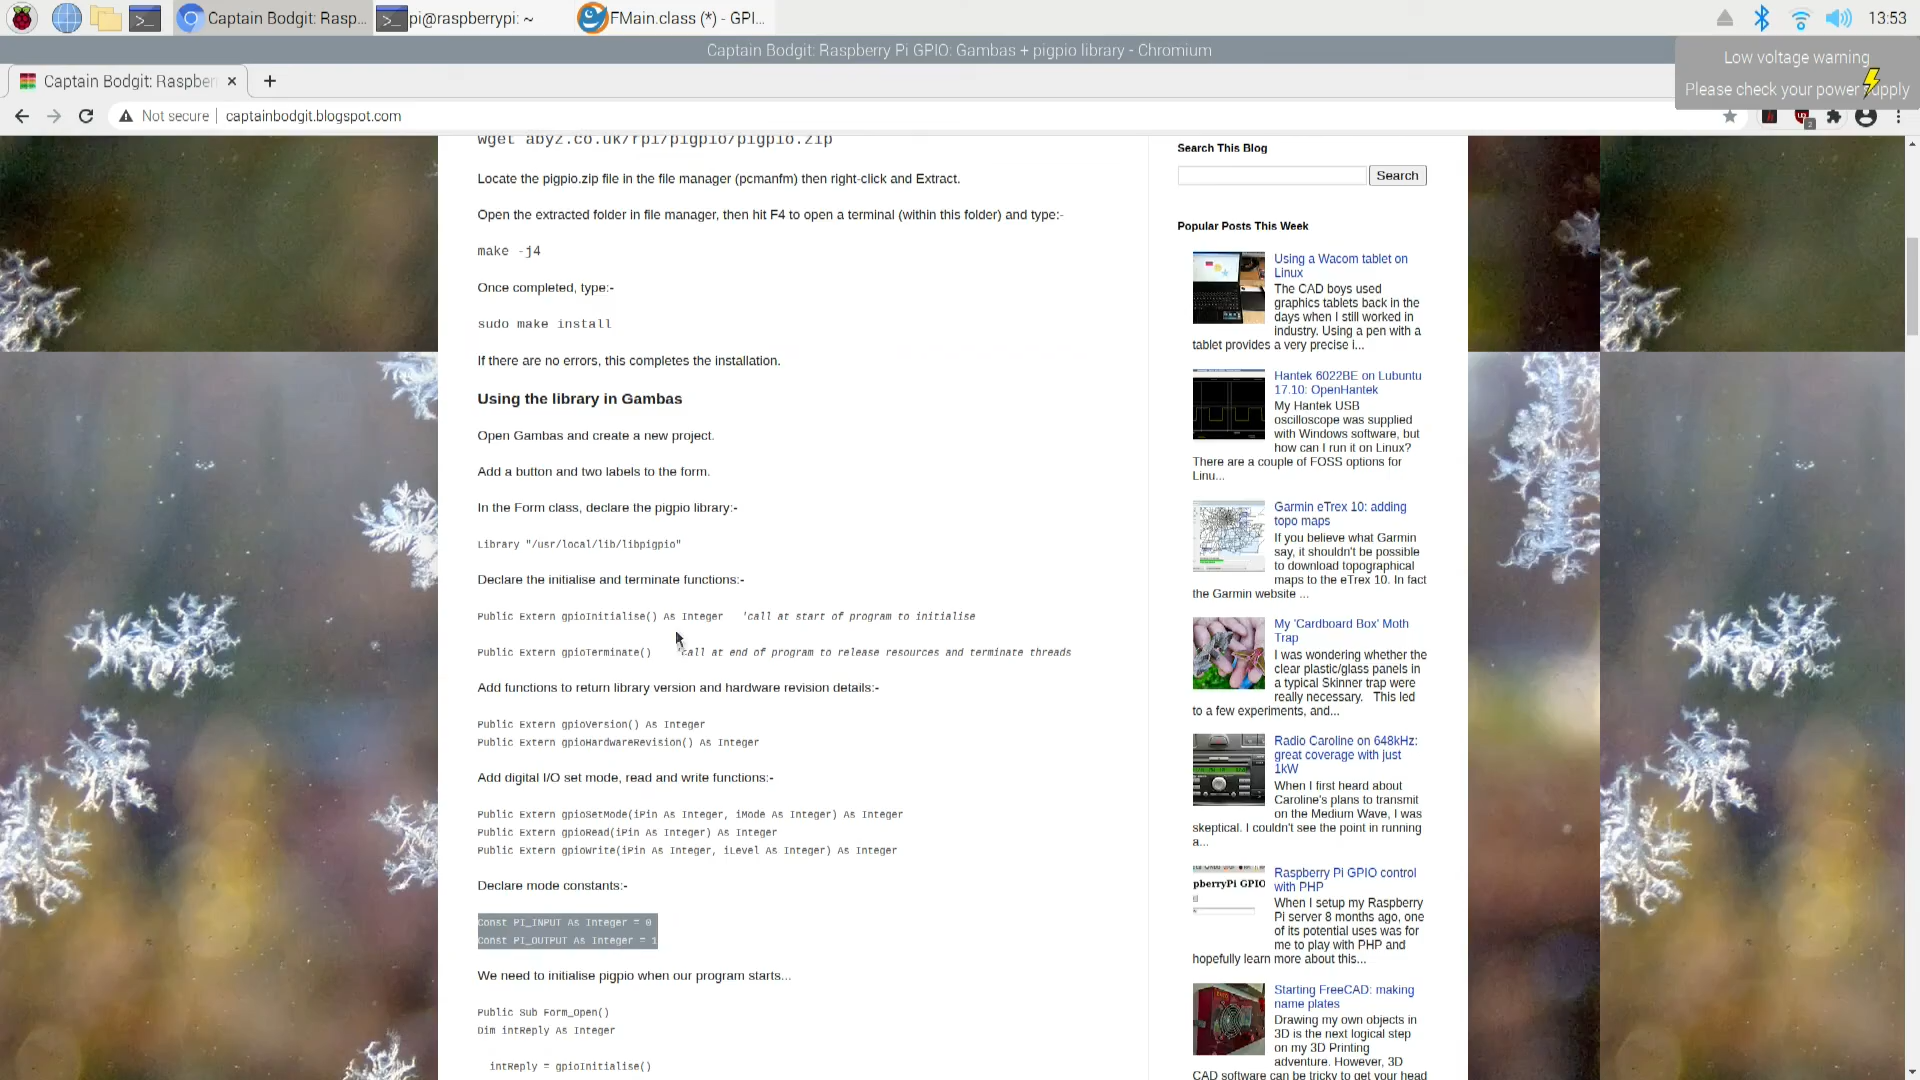 Captain Bodgit: Rasp...
pi@raspberrypi: ~
FMain.class (*) - GPI...
13:53
Captain Bodgit: Raspberry Pi GPIO: Gambas + pigpio library - Chromium
Low voltage warning
Please check your power supply
Captain Bodgit: Raspber
Not secure
captainbodgit.blogspot.com
2
wget abyz.co.uk/rpi/pigpio/pigpio.zip
Locate the pigpio.zip file in the file manager (pcmanfm) then right-click and Extract.
Open the extracted folder in file manager, then hit F4 to open a terminal (within this folder) and type:-
make -j4
Once completed, type:-
sudo make install
If there are no errors, this completes the installation.
Using the library in Gambas
Open Gambas and create a new project.
Add a button and two labels to the form.
In the Form class, declare the pigpio library:-
Library "/usr/local/lib/libpigpio"
Declare the initialise and terminate functions:-
Public Extern gpioInitialise() As Integer 'call at start of program to initialise
Public Extern gpioTerminate() 'call at end of program to release resources and terminate threads
Add functions to return library version and hardware revision details:-
Public Extern gpioVersion() As Integer
Public Extern gpioHardwareRevision() As Integer
Add digital I/O set mode, read and write functions:-
Public Extern gpioSetMode(iPin As Integer, iMode As Integer) As Integer
Public Extern gpioRead(iPin As Integer) As Integer
Public Extern gpioWrite(iPin As Integer, iLevel As Integer) As Integer
Declare mode constants:-
Const PI_INPUT As Integer = 0
Const PI_OUTPUT As Integer = 1
We need to initialise pigpio when our program starts...
Public Sub Form_Open()
Dim intReply As Integer
intReply = gpioInitialise()
Search This Blog
Search
Popular Posts This Week
Using a Wacom tablet on
Linux
The CAD boys used
graphics tablets back in the
days when I still worked in
industry. Using a pen with a
tablet provides a very precise i...
Hantek 6022BE on Lubuntu
17.10: OpenHantek
My Hantek USB
oscilloscope was supplied
with Windows software, but
how can I run it on Linux?
There are a couple of FOSS options for
Linu...
Garmin eTrex 10: adding
topo maps
If you believe what Garmin
say, it shouldn't be possible
to download topographical
maps to the eTrex 10. In fact
the Garmin website ...
My 'Cardboard Box' Moth
Trap
I was wondering whether the
clear plastic/glass panels in
a typical Skinner trap were
really necessary. This led
to a few experiments, and...
Radio Caroline on 648kHz:
great coverage with just
1kW
When I first heard about
Caroline's plans to transmit
on the Medium Wave, I was
skeptical. I couldn't see the point in running
a...
pberryPi GPIO
Raspberry Pi GPIO control
with PHP
When I setup my Raspberry
Pi server 8 months ago, one
of its potential uses was for
me to play with PHP and
hopefully learn more about this...
Starting FreeCAD: making
name plates
Drawing my own objects in
3D is the next logical step
on my 3D Printing
adventure. However, 3D
CAD software can be tricky to get your head